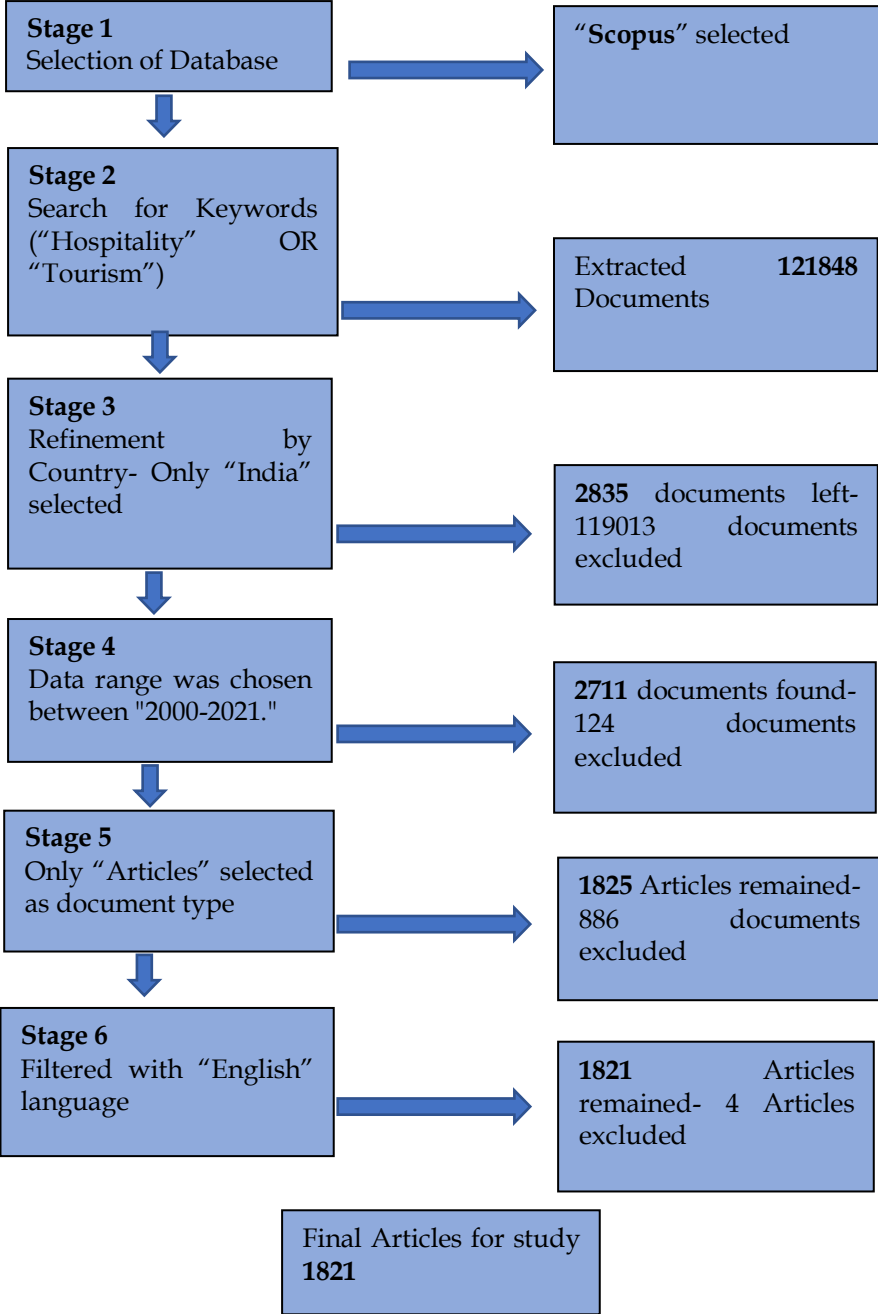 Stage 1
Selection of Database
“Scopus” selected
Stage 2
Search for Keywords
(“Hospitality” OR
“Tourism”)
Extracted 121848
Documents
Stage 3
Refinement by
Country- Only “India”
selected
2835 documents left-
119013 documents
excluded
Stage 4
Data range was chosen
between "2000-2021."
2711 documents found-
124 documents
excluded
Stage 5
Only “Articles” selected
as document type
1825 Articles remained-
886 documents
excluded
Stage 6
Filtered with “English”
language
1821 Articles
remained- 4 Articles
excluded
Final Articles for study
1821